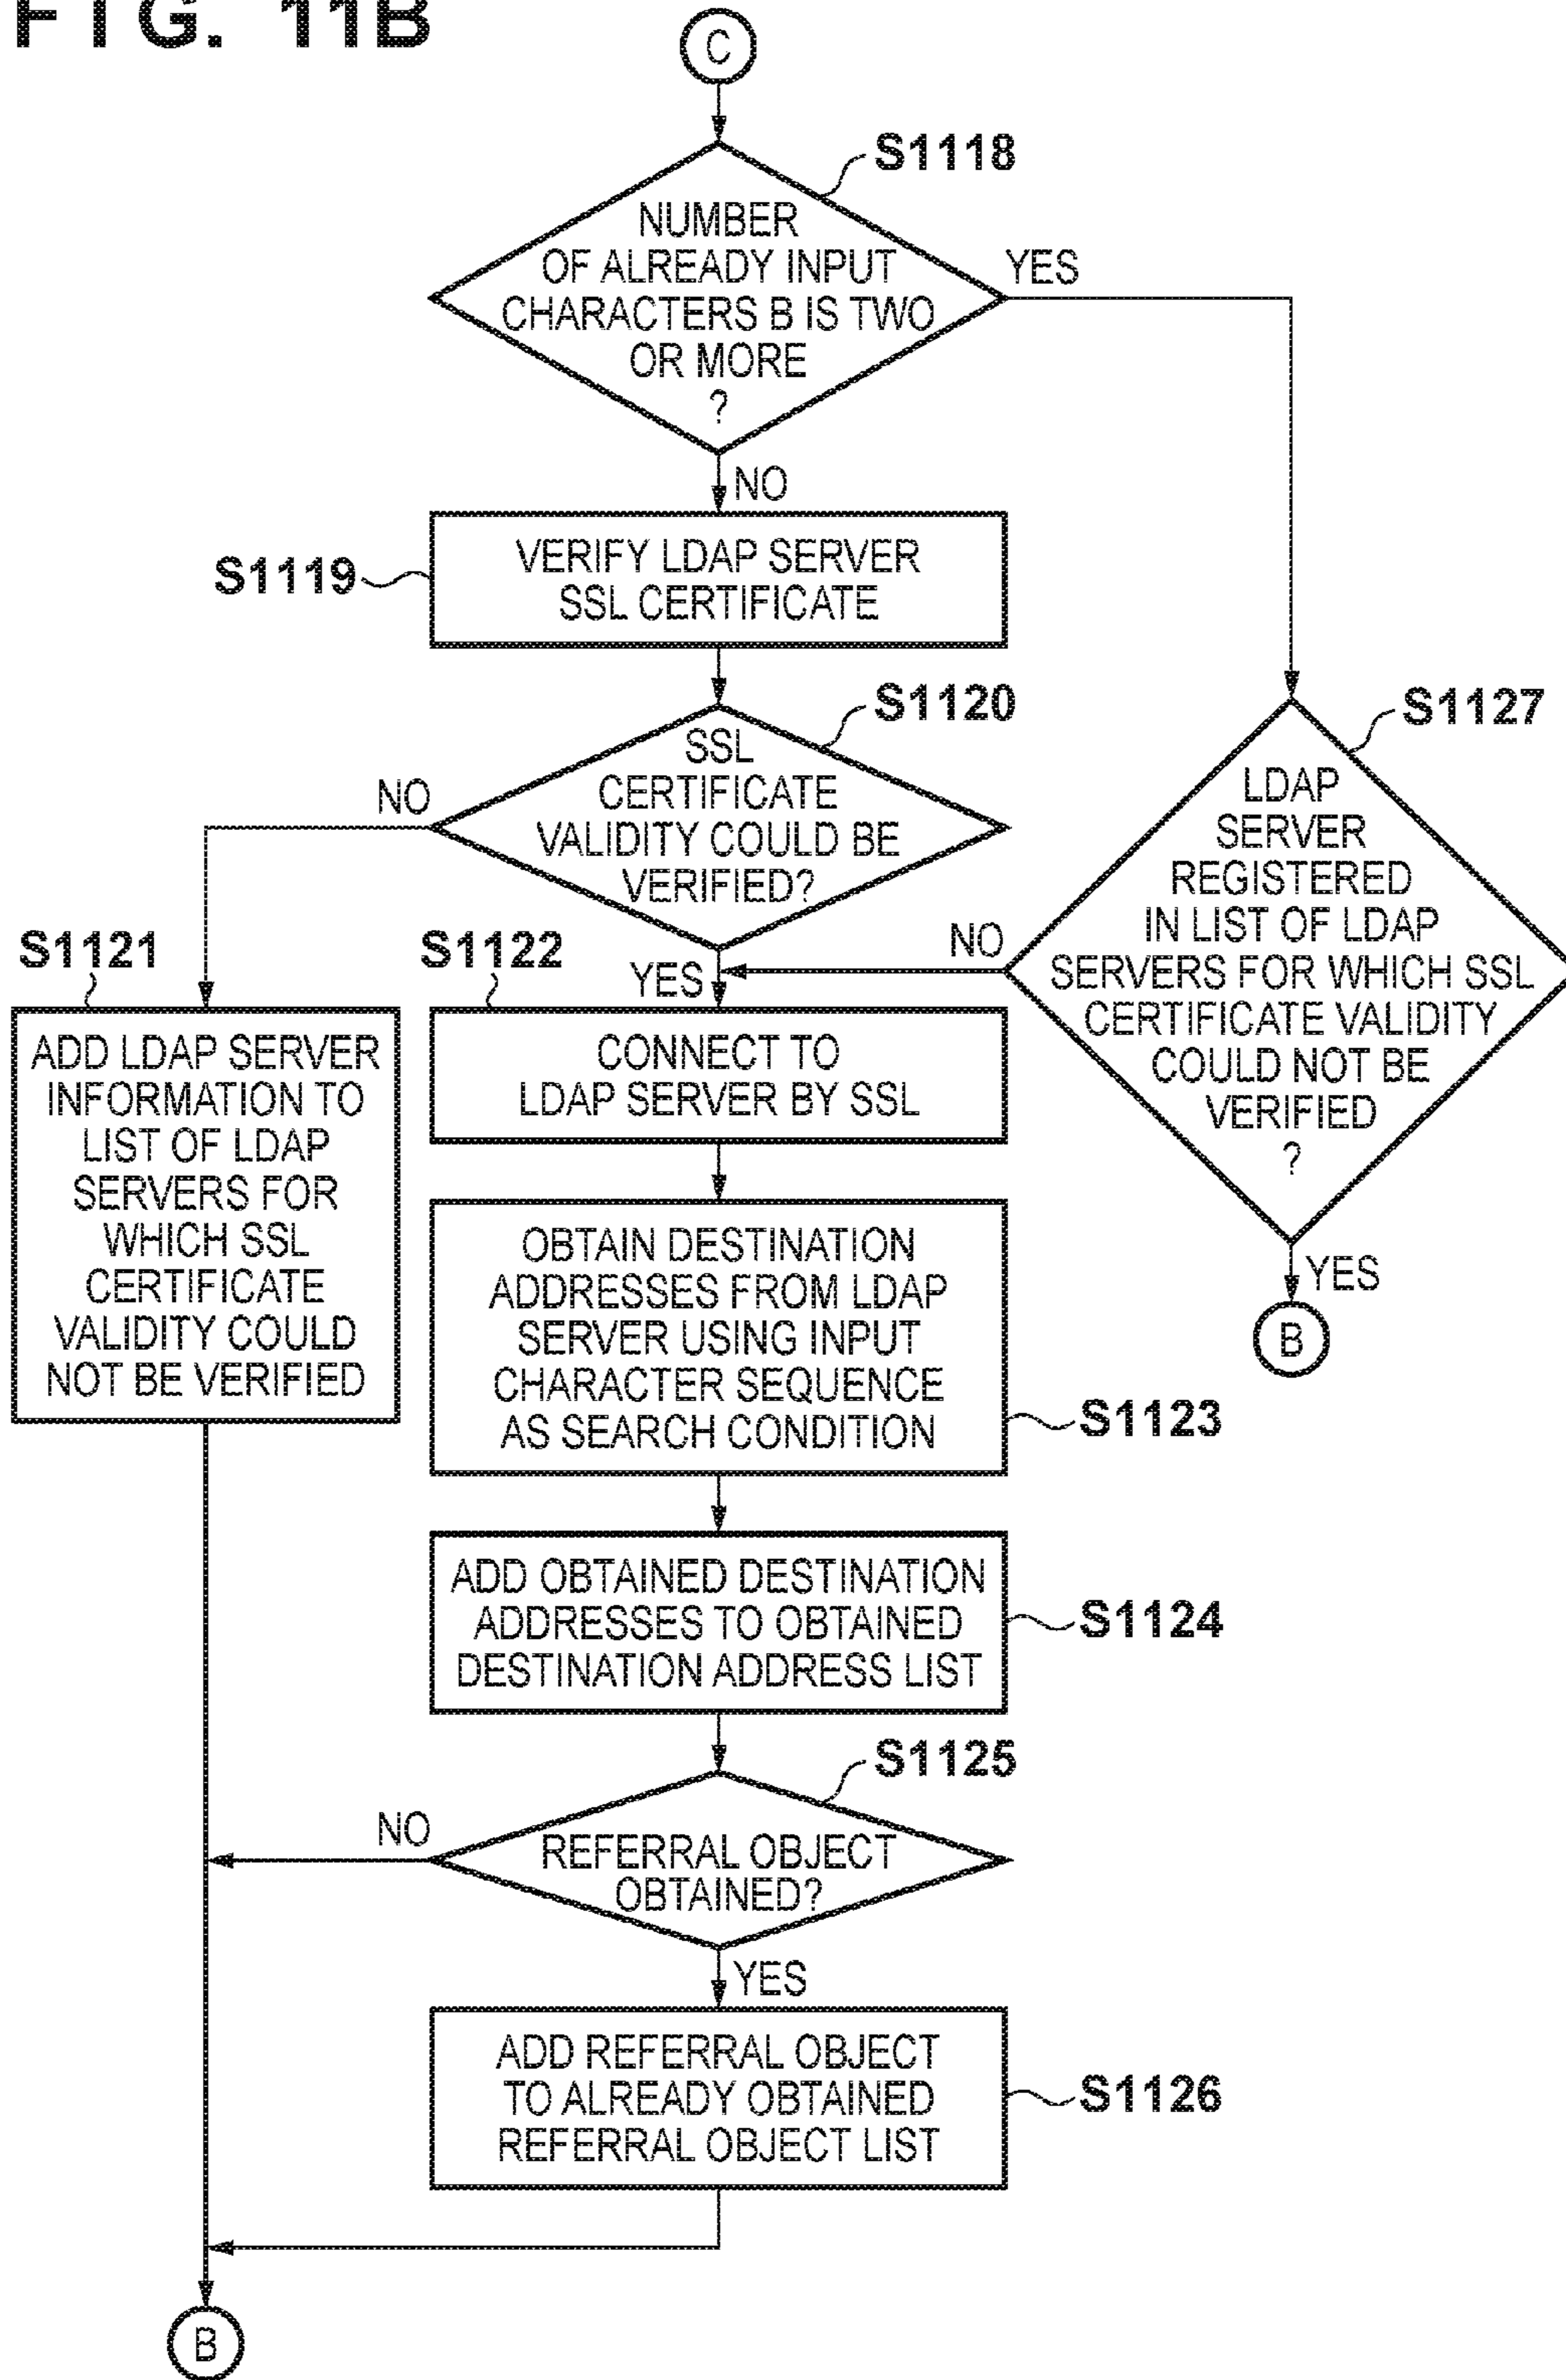 FIG. 11B
C
S1118
NUMBER
OF ALREADY INPUT
CHARACTERS B IS TWO
OR MORE
?
YES
NO
S1119
VERIFY LDAP SERVER
SSL CERTIFICATE
S1120
SSL
CERTIFICATE
VALIDITY COULD BE
VERIFIED?
NO
YES
S1127
LDAP
SERVER
REGISTERED
IN LIST OF LDAP
SERVERS FOR WHICH SSL
CERTIFICATE VALIDITY
COULD NOT BE
VERIFIED
?
NO
YES
B
S1121
ADD LDAP SERVER
INFORMATION TO
LIST OF LDAP
SERVERS FOR
WHICH SSL
CERTIFICATE
VALIDITY COULD
NOT BE VERIFIED
S1122
CONNECT TO
LDAP SERVER BY SSL
OBTAIN DESTINATION
ADDRESSES FROM LDAP
SERVER USING INPUT
CHARACTER SEQUENCE
AS SEARCH CONDITION
S1123
ADD OBTAINED DESTINATION
ADDRESSES TO OBTAINED
DESTINATION ADDRESS LIST
S1124
S1125
REFERRAL OBJECT
OBTAINED?
NO
YES
ADD REFERRAL OBJECT
TO ALREADY OBTAINED
REFERRAL OBJECT LIST
S1126
B